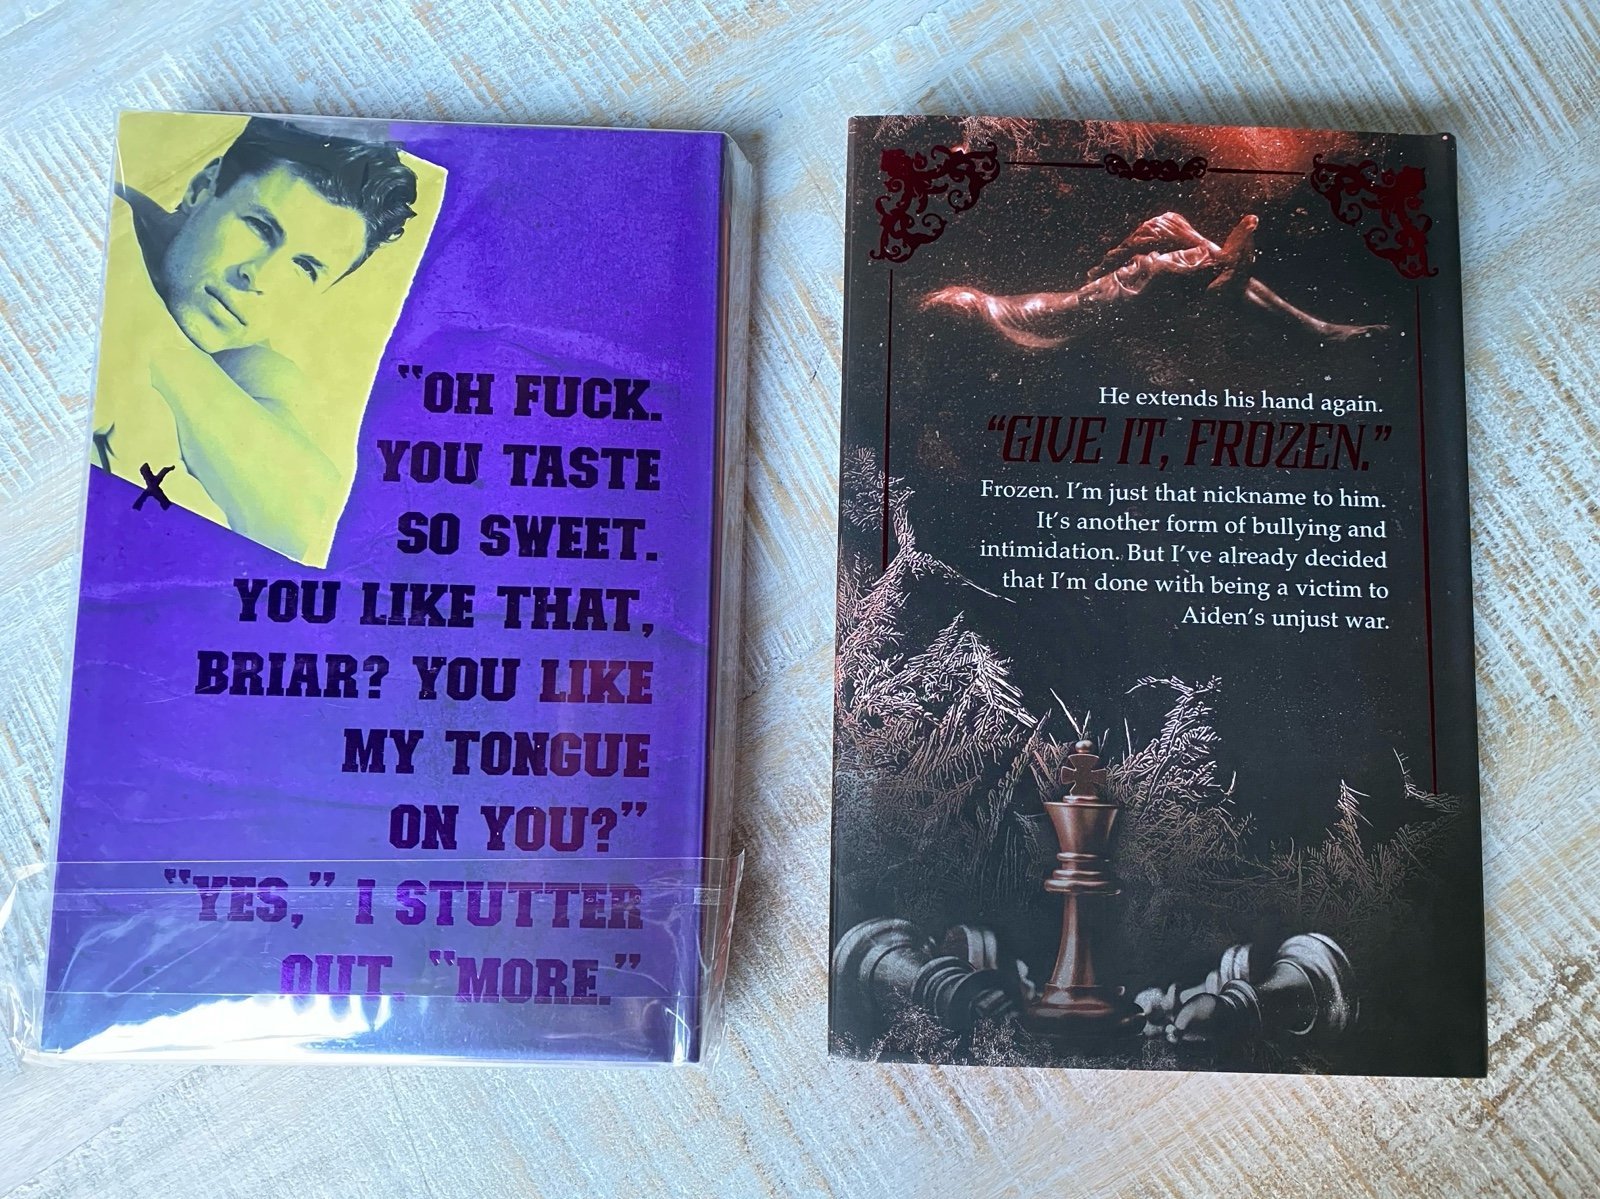 “OH FUCK.
YOU TASTE
SO SWEET.
YOU LIKE THAT,
BRIAR? YOU LIKE
MY TONGUE
ON YOU?”
“YES,” I STUTTER
OUT. “MORE.”
X
He extends his hand again.
“GIVE IT, FROZEN.”
Frozen. I’m just that nickname to him.
It’s another form of bullying and
intimidation. But I’ve already decided
that I’m done with being a victim to
Aiden’s unjust war.